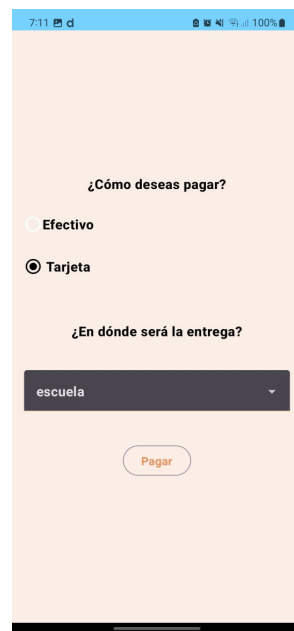 7:11 d 100%
¿Cómo deseas pagar?
Efectivo
Tarjeta
¿En dónde será la entrega?
escuela
Pagar